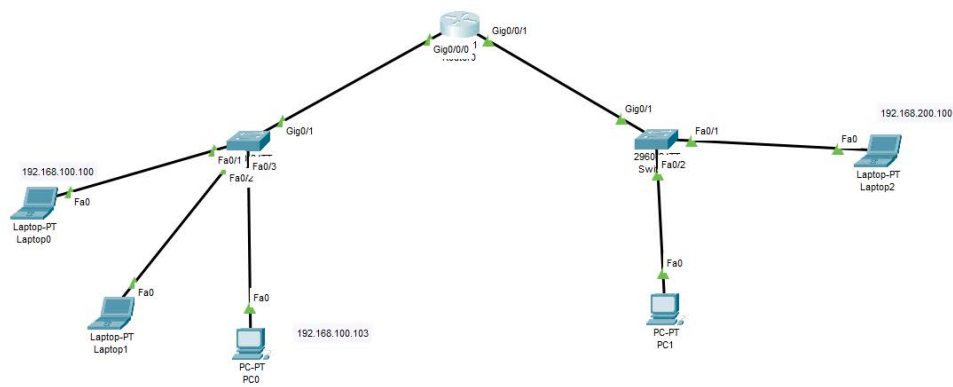 Gig0/0/1
Gig0/0/0
Gig0/1
Gig0/1
192.168.200.100
Fa0/1
Fa0
Fa0/1
Fa0/3
Fa0/2
Fa0/2
192.168.100.100
Fa0
Laptop-PT
Laptop2
Laptop-PT
Laptop0
Fa0
Fa0
Fa0
Laptop-PT
Laptop1
192.168.100.103
PC-PT
PC1
PC-PT
PC0